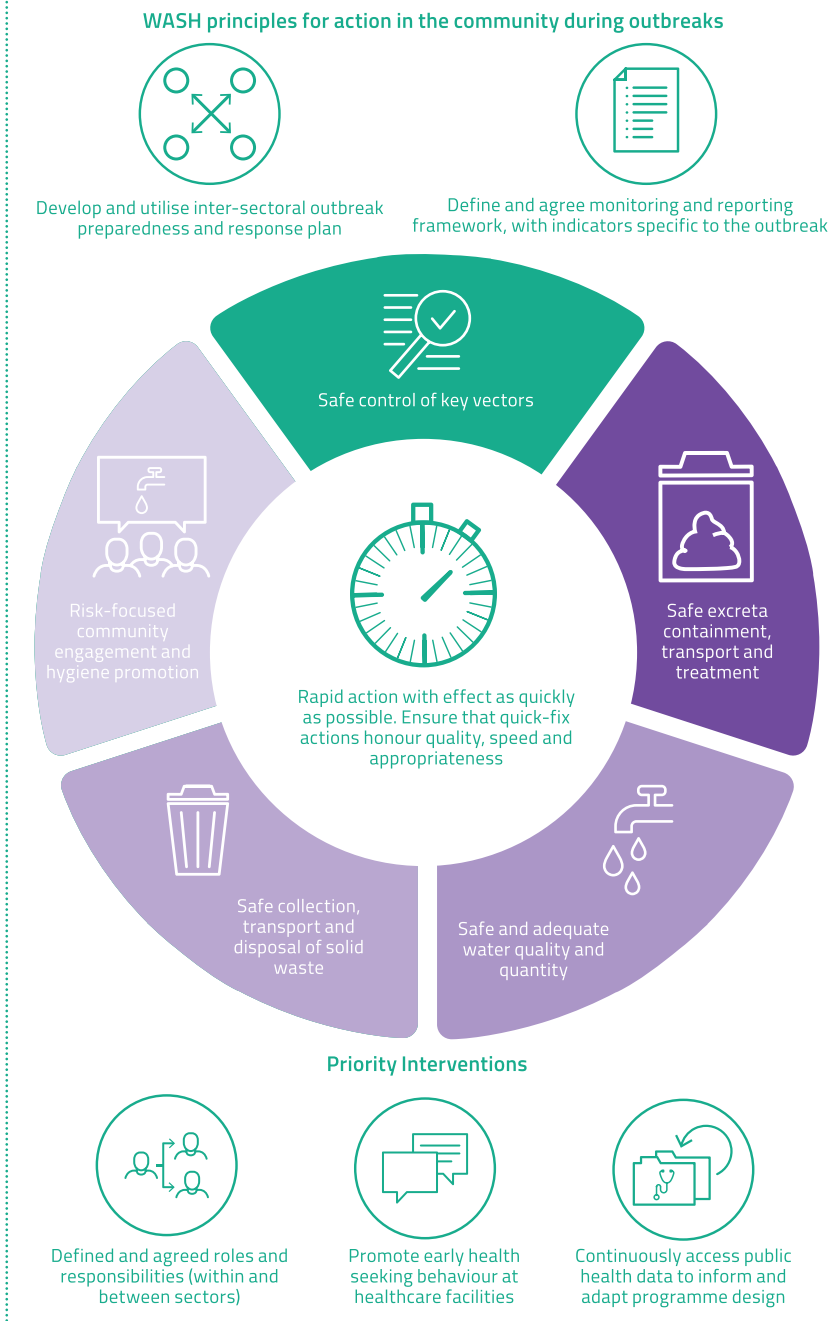 WASH principles for action in the community during outbreaks
Develop and utilise inter-sectoral outbreak
preparedness and response plan
Define and agree monitoring and reporting
framework, with indicators specific to the outbreak
Safe control of key vectors
Risk-focused
community
engagement and
hygiene promotion
Safe excreta
containment,
transport and
treatment
Rapid action with effect as quickly
as possible. Ensure that quick-fix
actions honour quality, speed and
appropriateness
Safe collection,
transport and
disposal of solid
waste
Safe and adequate
water quality and
quantity
Priority Interventions
Defined and agreed roles and
responsibilities (within and
between sectors)
Promote early health
seeking behaviour at
healthcare facilities
Continuously access public
health data to inform and
adapt programme design